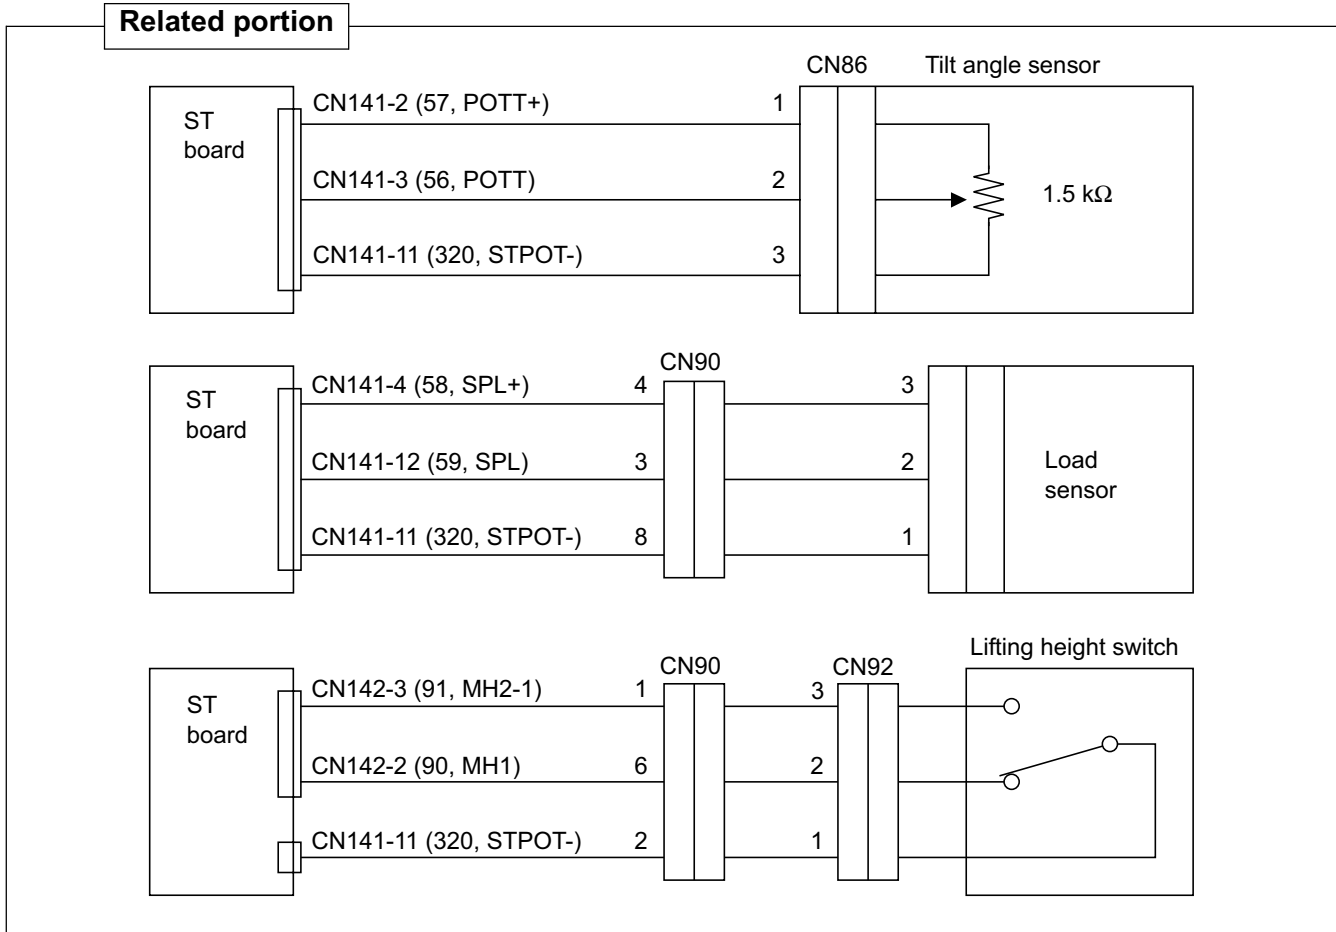 Related portion
CN86 Tilt angle sensor
ST
board
CN141-2 (57, POTT+) 1
CN141-3 (56, POTT) 2
1.5 kΩ
CN141-11 (320, STPOT-) 3
CN90
ST
board
CN141-4 (58, SPL+) 4 3
CN141-12 (59, SPL) 3 2
Load
sensor
CN141-11 (320, STPOT-) 8 1
Lifting height switch
CN90 CN92
ST
board
CN142-3 (91, MH2-1) 1 3
CN142-2 (90, MH1) 6 2
CN141-11 (320, STPOT-) 2 1